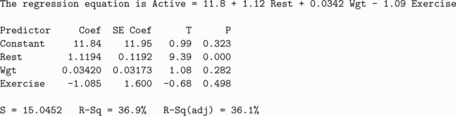 The regression equation is Active = 11.8 + 1.12 Rest + 0.0342 Wgt - 1.09 Exercise
Predictor Coef SE Coef T P
Constant 11.84 11.95 0.99 0.323
Rest 1.1194 0.1192 9.39 0.000
Wgt 0.03420 0.03173 1.08 0.282
Exercise -1.085 1.600 -0.68 0.498
S = 15.0452 R-Sq = 36.9% R-Sq(adj) = 36.1%